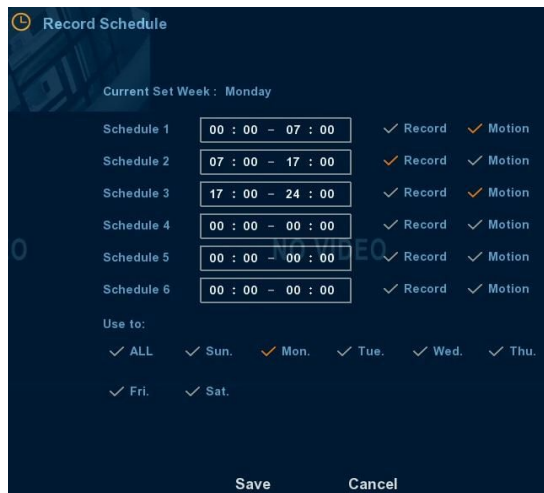 Record Schedule
Current Set Week : Monday
Schedule 1 00 : 00 – 07 : 00 Record Motion
Schedule 2 07 : 00 – 17 : 00 Record Motion
Schedule 3 17 : 00 – 24 : 00 Record Motion
Schedule 4 00 : 00 – 00 : 00 Record Motion
NO VIDEO
Schedule 5 00 : 00 – 00 : 00 Record Motion
Schedule 6 00 : 00 – 00 : 00 Record Motion
Use to:
ALL Sun. Mon. Tue. Wed. Thu.
Fri. Sat.
Save Cancel